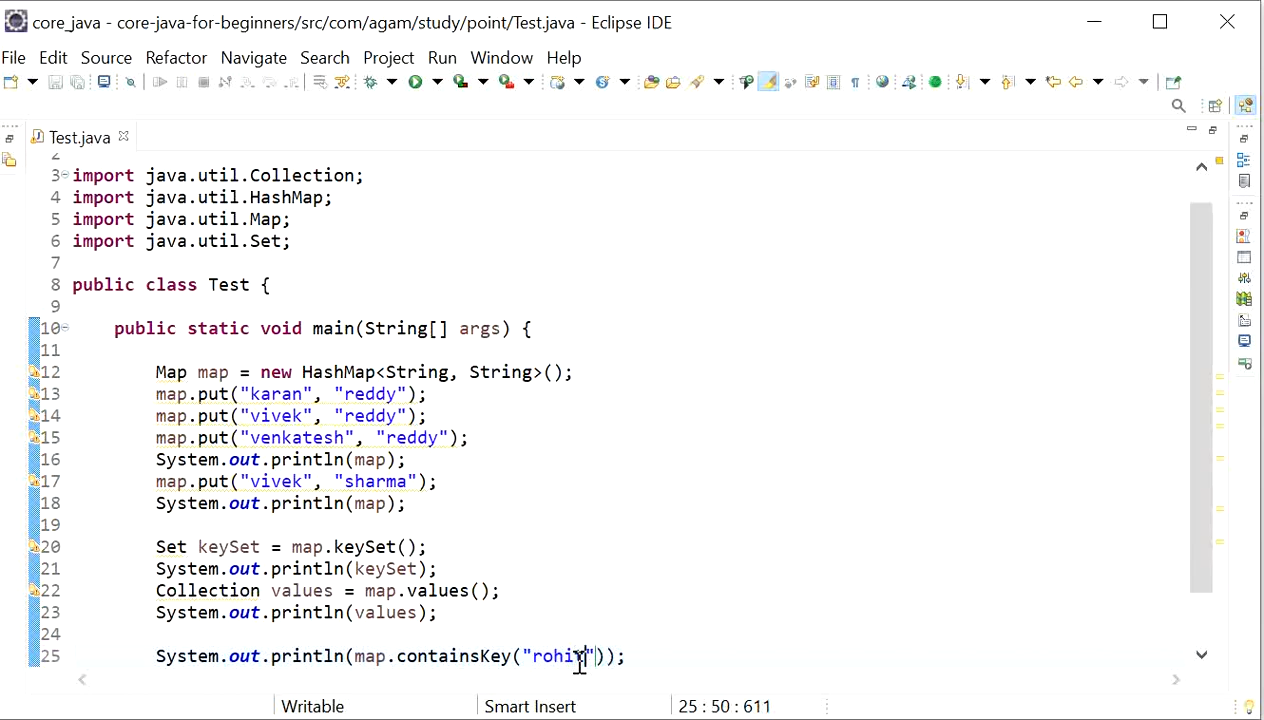 core_java - core-java-for-beginners/src/com/agam/study/point/Test.java - Eclipse IDE
File Edit Source Refactor Navigate Search Project Run Window Help
Test.java
2
3 import java.util.Collection;
4 import java.util.HashMap;
5 import java.util.Map;
6 import java.util.Set;
7
8 public class Test {
9
10 public static void main(String[] args) {
11
12 Map map = new HashMap<String, String>();
13 map.put("karan", "reddy");
14 map.put("vivek", "reddy");
15 map.put("venkatesh", "reddy");
16 System.out.println(map);
17 map.put("vivek", "sharma");
18 System.out.println(map);
19
20 Set keySet = map.keySet();
21 System.out.println(keySet);
22 Collection values = map.values();
23 System.out.println(values);
24
25 System.out.println(map.containsKey("rohit"));
Writable Smart Insert 25 : 50 : 611